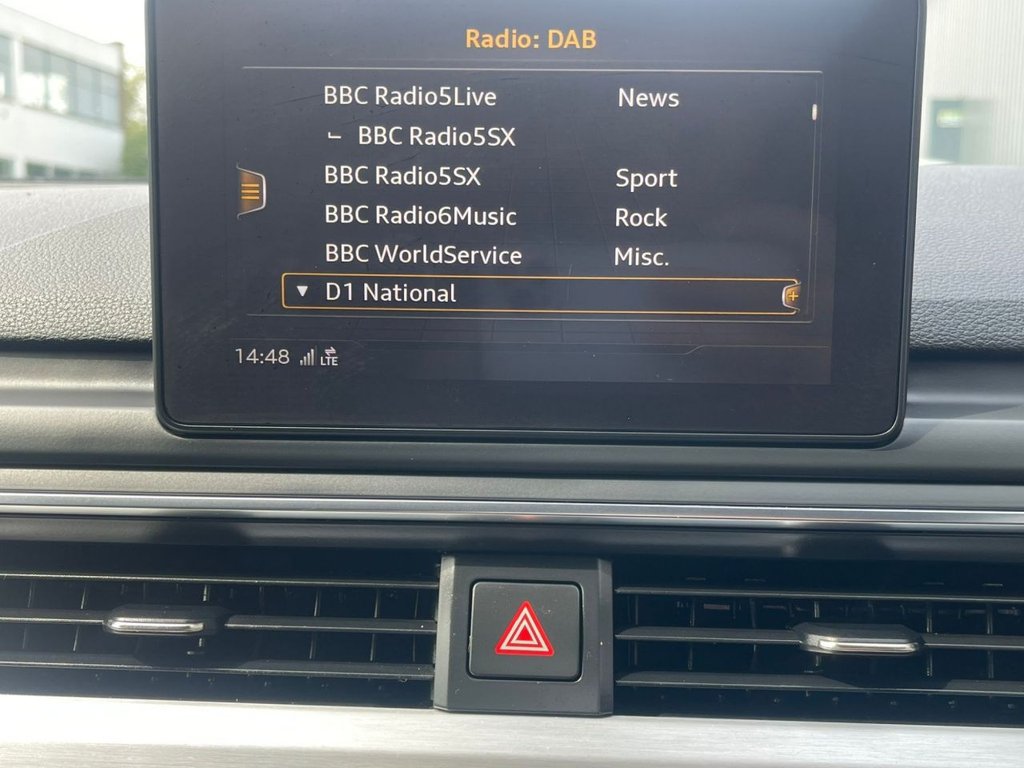 Radio: DAB
BBC Radio5Live News
BBC Radio5SX
BBC Radio5SX Sport
BBC Radio6Music Rock
BBC WorldService Misc.
D1 National
14:48 LTE